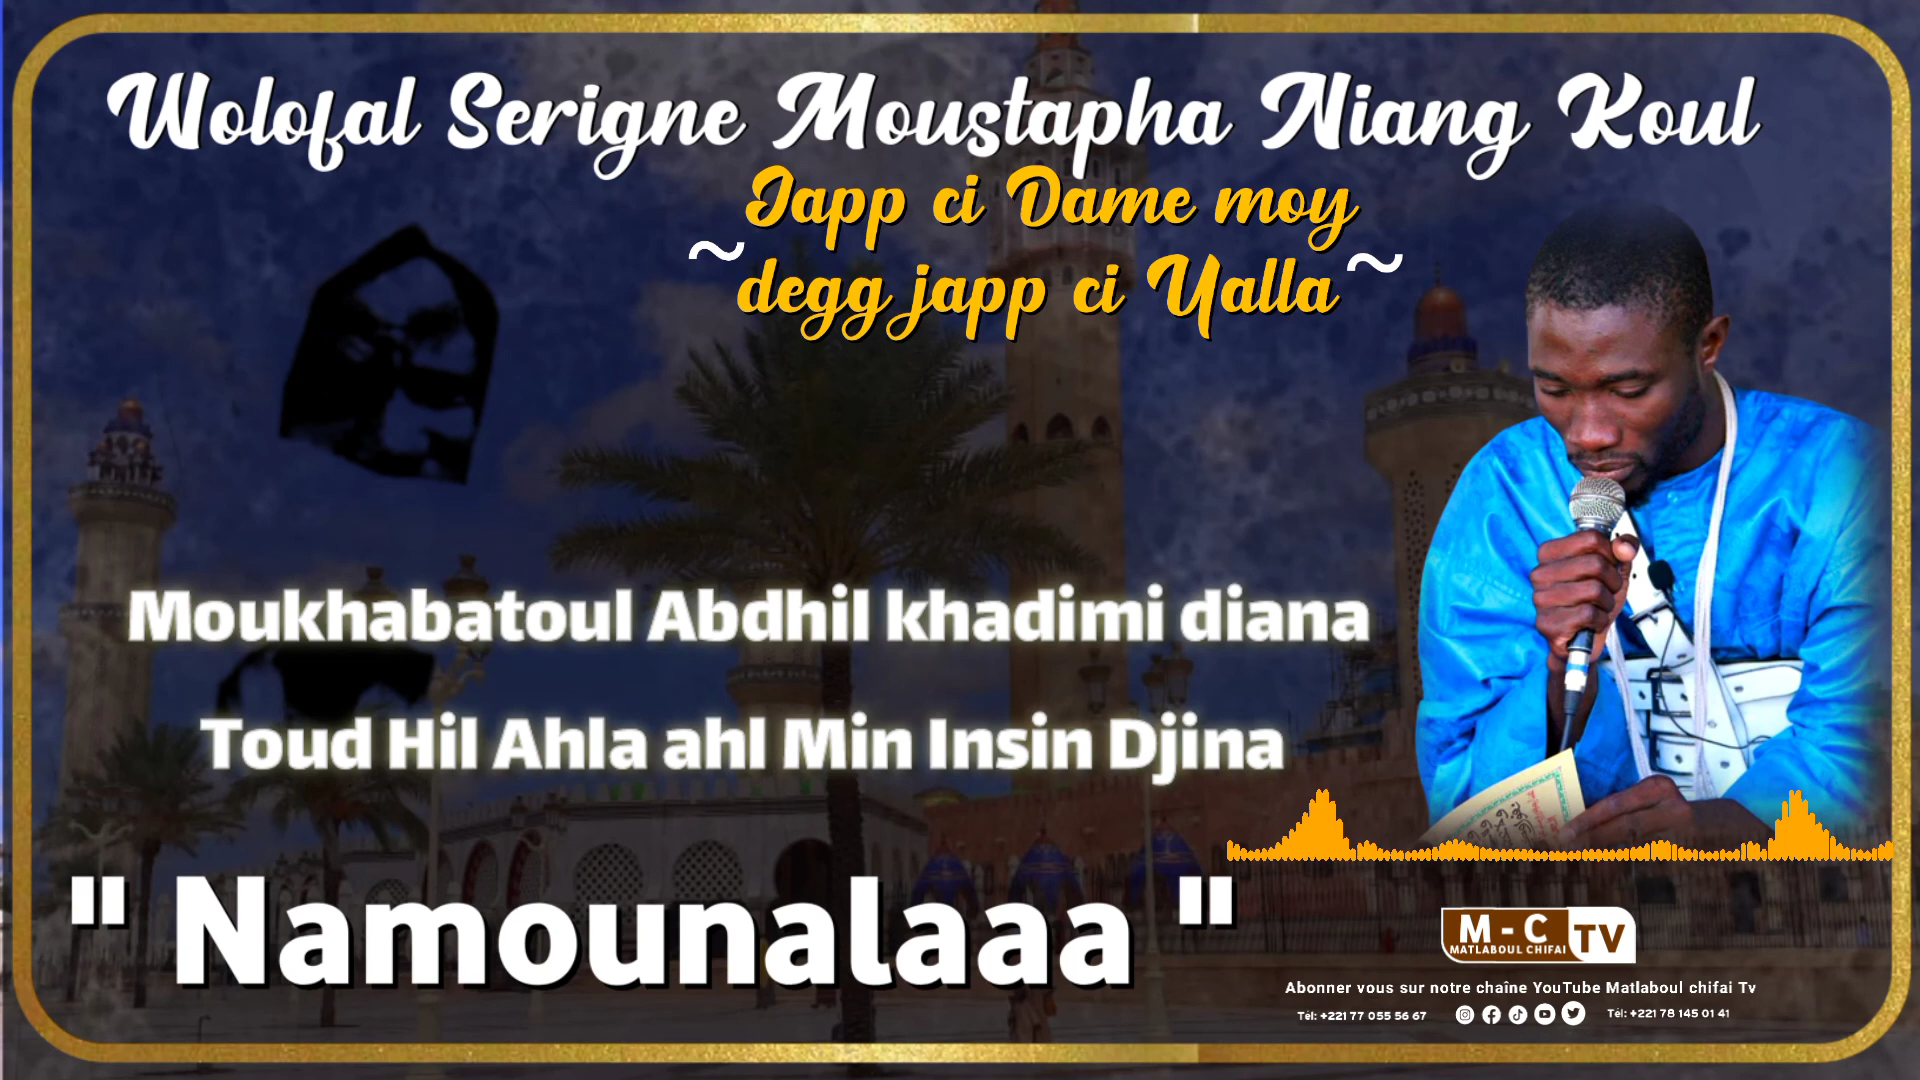 Wolofal Serigne Moustapha Niang Koul
Japp ci Dame moy
~degg japp ci Yalla~
Moukhabatoul Abdhil khadimi diana
Toud Hil Ahla ahl Min Insin Djina
" Namounalaaa "
M-C TV
MATLABOUL CHIFAI
Abonner vous sur notre chaîne YouTube Matlaboul chifai Tv
Tél: +221 77 055 56 67
Tél: +221 78 145 01 41